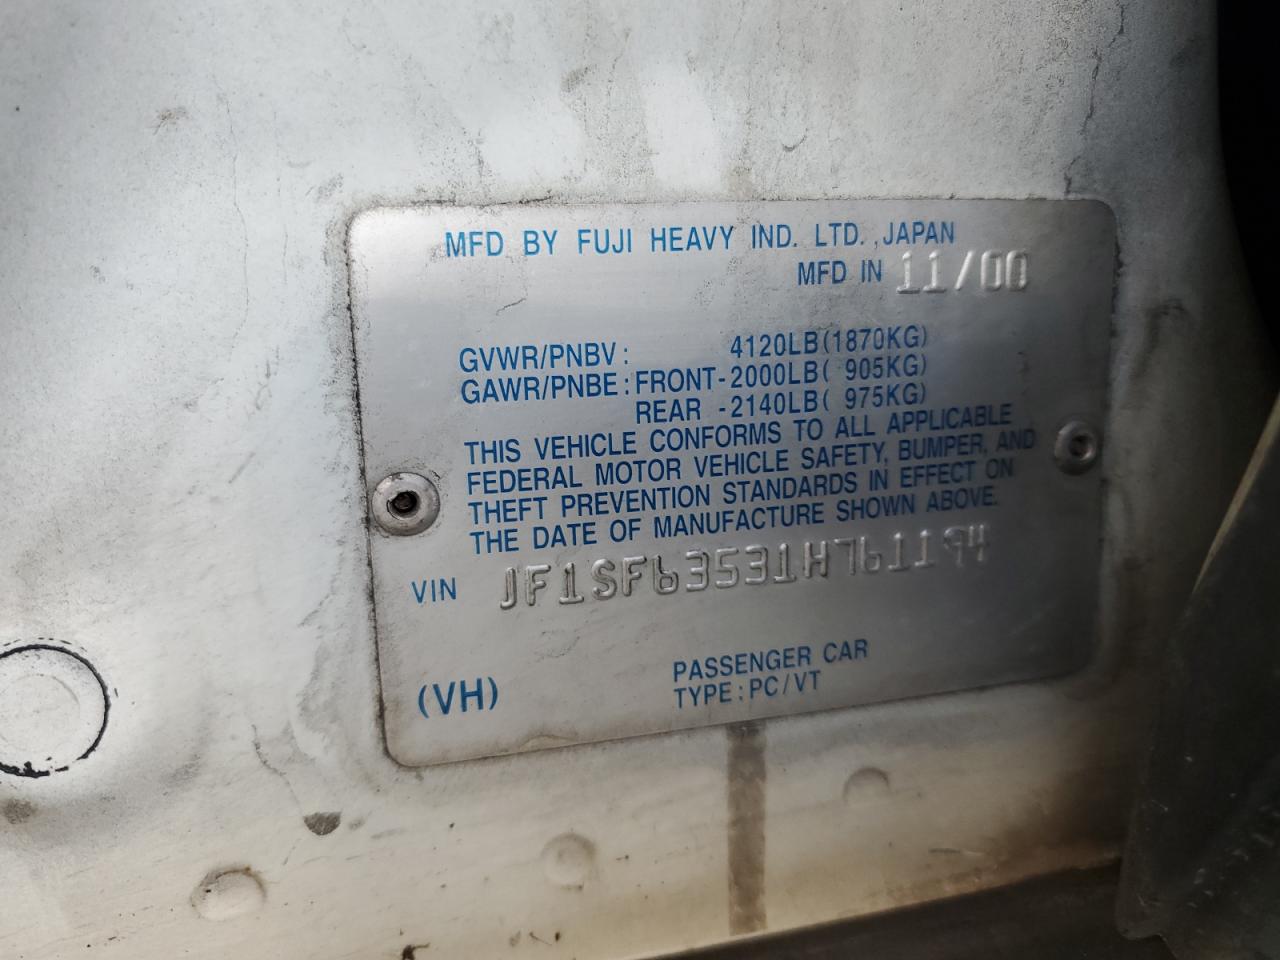 MFD BY FUJI HEAVY IND. LTD. ,JAPAN
MFD IN 11/00
GVWR/PNBV: 4120LB(1870KG)
GAWR/PNBE: FRONT-2000LB( 905KG)
REAR -2140LB( 975KG)
THIS VEHICLE CONFORMS TO ALL APPLICABLE
FEDERAL MOTOR VEHICLE SAFETY, BUMPER, AND
THEFT PREVENTION STANDARDS IN EFFECT ON
THE DATE OF MANUFACTURE SHOWN ABOVE.
VIN JF1SF63531H761194
(VH) PASSENGER CAR
TYPE: PC/VT